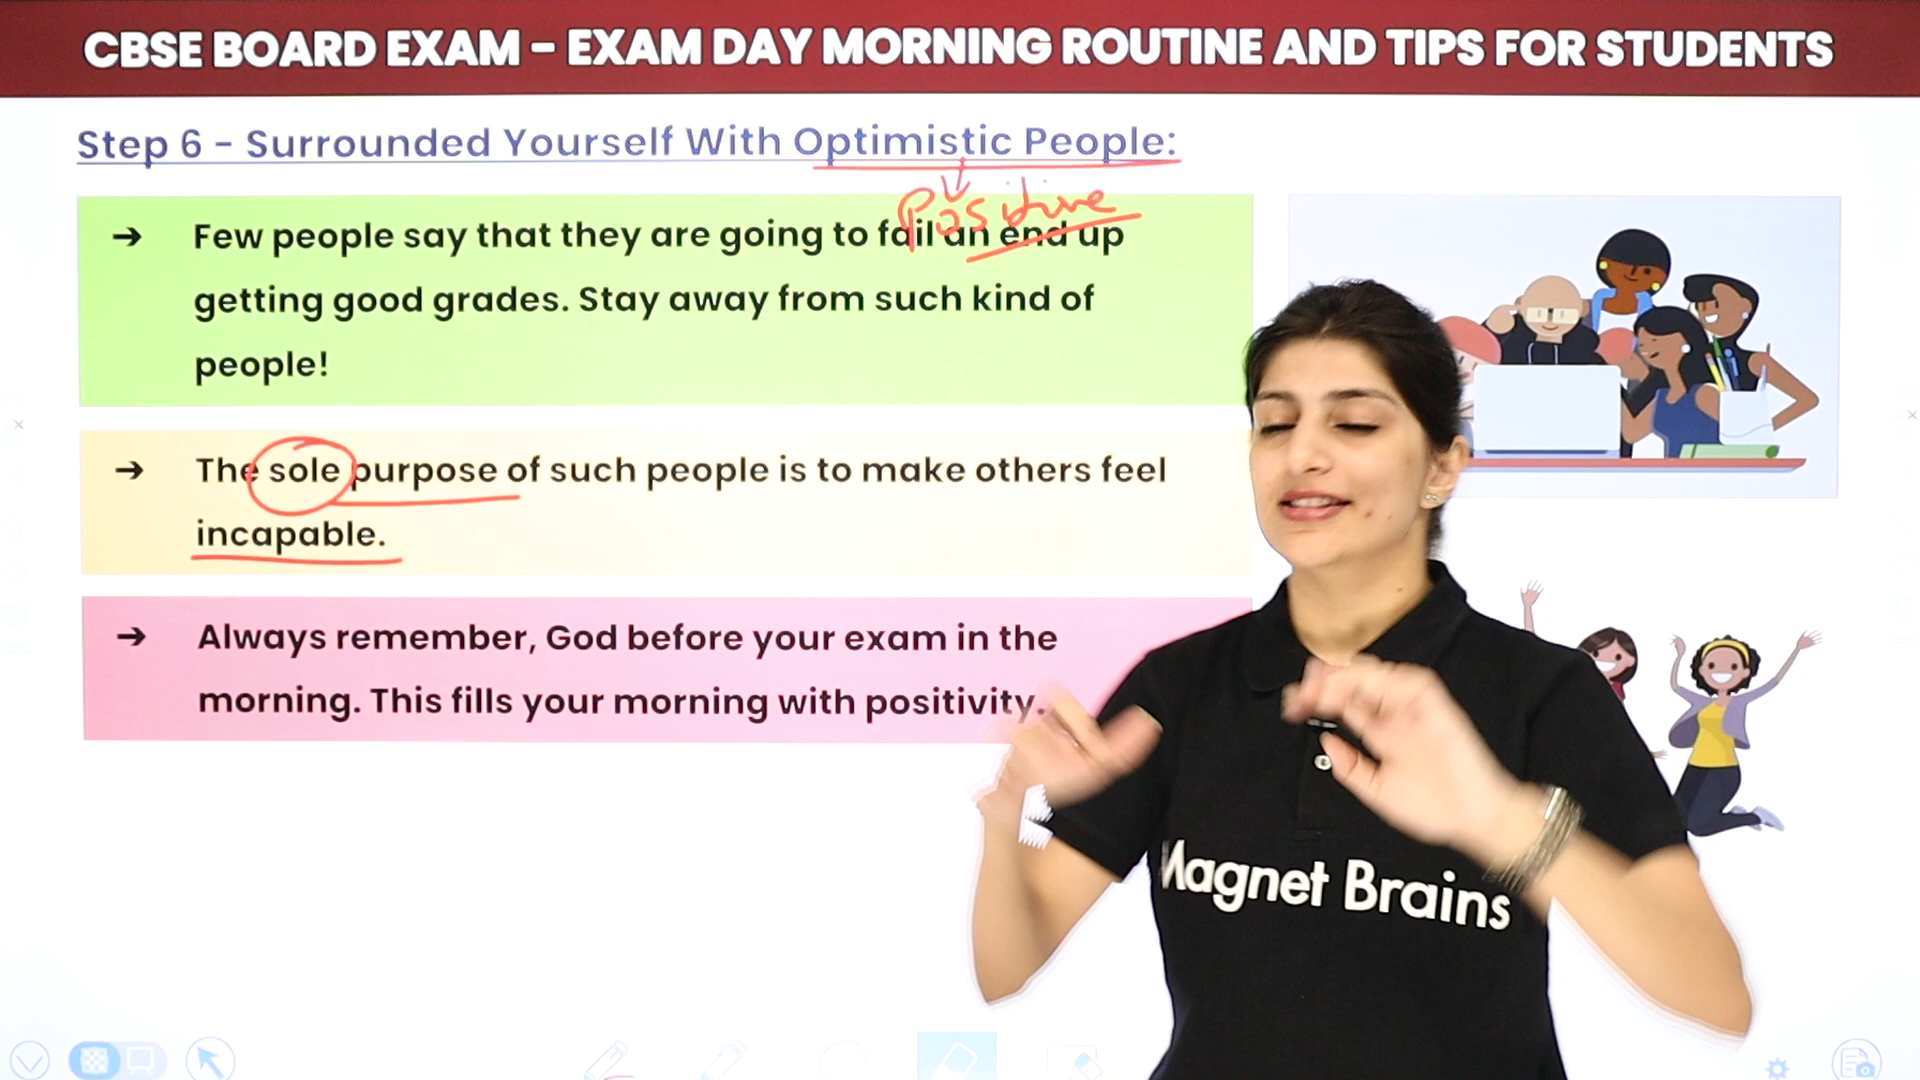 CBSE BOARD EXAM – EXAM DAY MORNING ROUTINE AND TIPS FOR STUDENTS
Step 6 - Surrounded Yourself With Optimistic People:
Positive
➔ Few people say that they are going to fail an end up
getting good grades. Stay away from such kind of
people!
➔ The sole purpose of such people is to make others feel
incapable.
➔ Always remember, God before your exam in the
morning. This fills your morning with positivity.
Magnet Brains